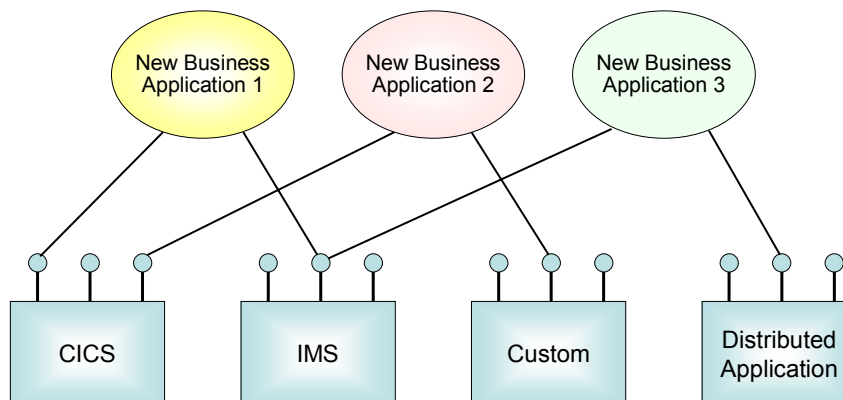 New Business
Application 1
New Business
Application 2
New Business
Application 3
CICS
IMS
Custom
Distributed
Application